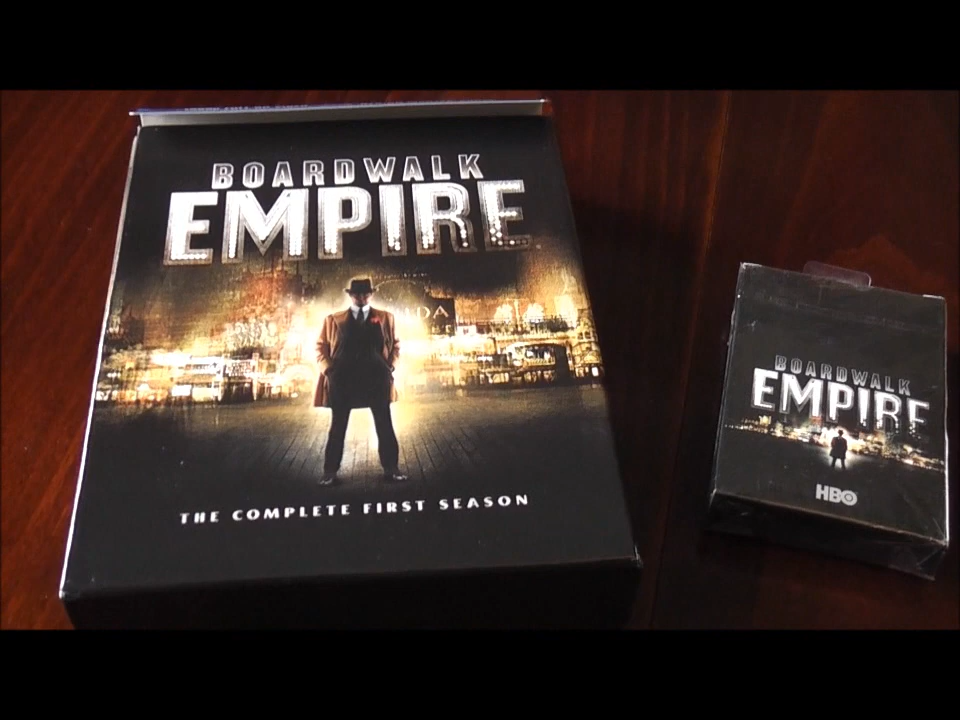 BOARDWALK
EMPIRE
THE COMPLETE FIRST SEASON
BOARDWALK
EMPIRE
HBO